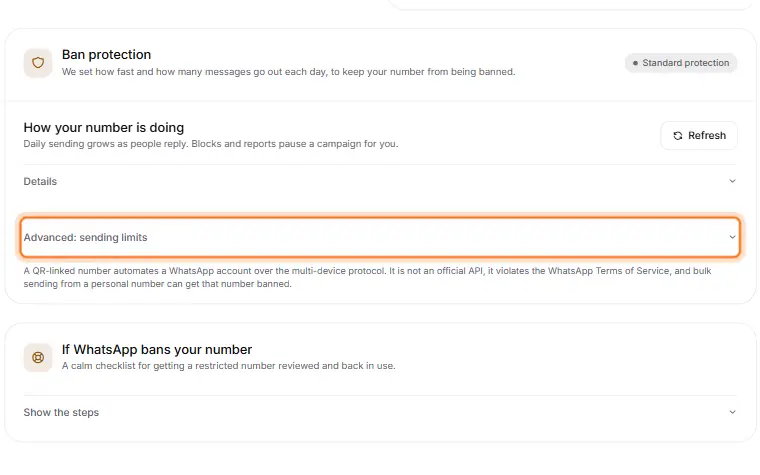 Ban protection
We set how fast and how many messages go out each day, to keep your number from being banned.
Standard protection
How your number is doing
Daily sending grows as people reply. Blocks and reports pause a campaign for you.
Refresh
Details
Advanced: sending limits
A QR-linked number automates a WhatsApp account over the multi-device protocol. It is not an official API, it violates the WhatsApp Terms of Service, and bulk
sending from a personal number can get that number banned.
If WhatsApp bans your number
A calm checklist for getting a restricted number reviewed and back in use.
Show the steps